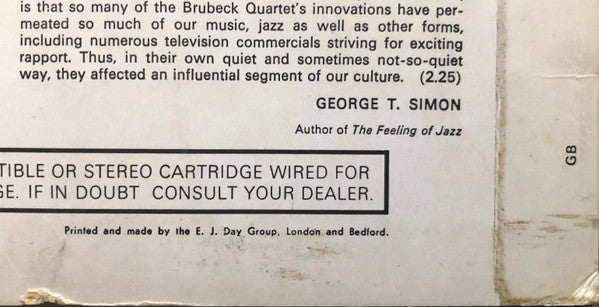 is that so many of the Brubeck Quartet's innovations have per-
meated so much of our music, jazz as well as other forms,
including numerous television commercials striving for exciting
rapport. Thus, in their own quiet and sometimes not-so-quiet
way, they affected an influential segment of our culture. (2.25)
GEORGE T. SIMON
Author of The Feeling of Jazz
TIBLE OR STEREO CARTRIDGE WIRED FOR
GE. IF IN DOUBT CONSULT YOUR DEALER.
Printed and made by the E. J. Day Group, London and Bedford.
GB